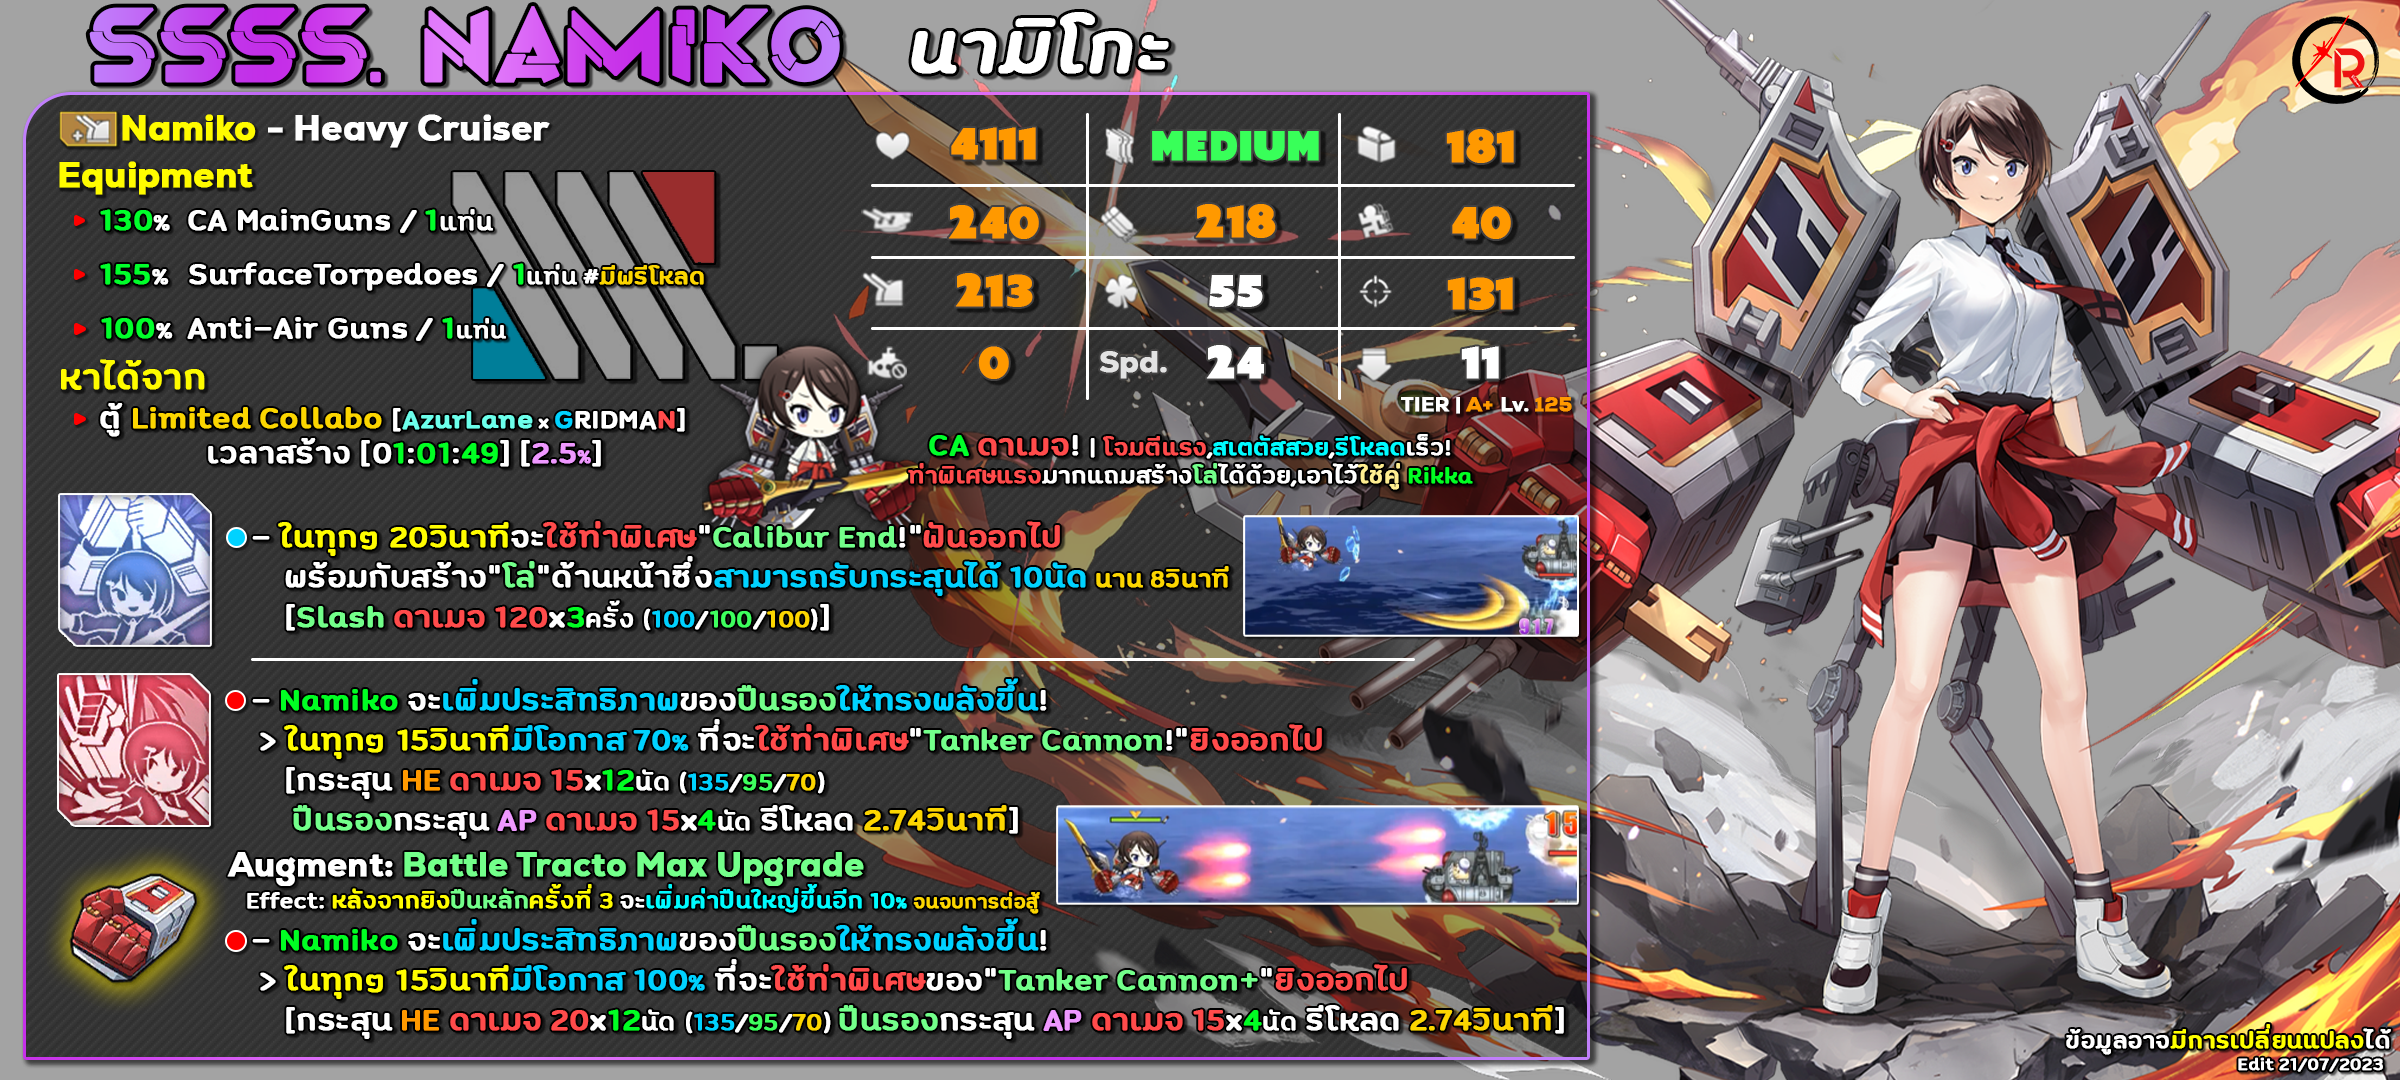 SSSS. NAMIKO นามิโกะ
Namiko - Heavy Cruiser
Equipment
130% CA MainGuns / 1แท่น
155% SurfaceTorpedoes / 1แท่น #มีพรีโหลด
100% Anti-Air Guns / 1แท่น
หาได้จาก
ตู้ Limited Collabo [AzurLane x GRIDMAN]
เวลาสร้าง [01:01:49] [2.5%]
4111 MEDIUM 181
240 218 40
213 55 131
0 Spd. 24 11
TIER | A+ Lv. 125
CA ดาเมจ! | โจมตีแรง,สเตตัสสวย,รีโหลดเร็ว!
ท่าพิเศษแรงมากแถมสร้างโล่ได้ด้วย,เอาไว้ใช้คู่ Rikka
- ในทุกๆ 20วินาทีจะใช้ท่าพิเศษ"Calibur End!"ฟันออกไป
พร้อมกับสร้าง"โล่"ด้านหน้าซึ่งสามารถรับกระสุนได้ 10นัด นาน 8วินาที
[Slash ดาเมจ 120x3ครั้ง (100/100/100)]
917
- Namiko จะเพิ่มประสิทธิภาพของปืนรองให้ทรงพลังขึ้น!
> ในทุกๆ 15วินาทีมีโอกาส 70% ที่จะใช้ท่าพิเศษ"Tanker Cannon!"ยิงออกไป
[กระสุน HE ดาเมจ 15x12นัด (135/95/70)
ปืนรองกระสุน AP ดาเมจ 15x4นัด รีโหลด 2.74วินาที]
15
Augment: Battle Tracto Max Upgrade
Effect: หลังจากยิงปืนหลักครั้งที่ 3 จะเพิ่มค่าปืนใหญ่ขึ้นอีก 10% จนจบการต่อสู้
- Namiko จะเพิ่มประสิทธิภาพของปืนรองให้ทรงพลังขึ้น!
> ในทุกๆ 15วินาทีมีโอกาส 100% ที่จะใช้ท่าพิเศษของ"Tanker Cannon+"ยิงออกไป
[กระสุน HE ดาเมจ 20x12นัด (135/95/70) ปืนรองกระสุน AP ดาเมจ 15x4นัด รีโหลด 2.74วินาที]
R
ข้อมูลอาจมีการเปลี่ยนแปลงได้
Edit 21/07/2023